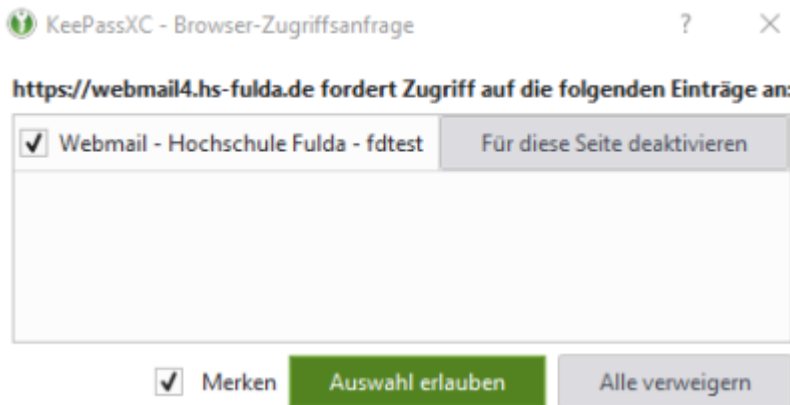 KeePassXC - Browser-Zugriffsanfrage ?
https://webmail4.hs-fulda.de fordert Zugriff auf die folgenden Einträge an:
Webmail - Hochschule Fulda - fdtest Für diese Seite deaktivieren
Merken Auswahl erlauben Alle verweigern